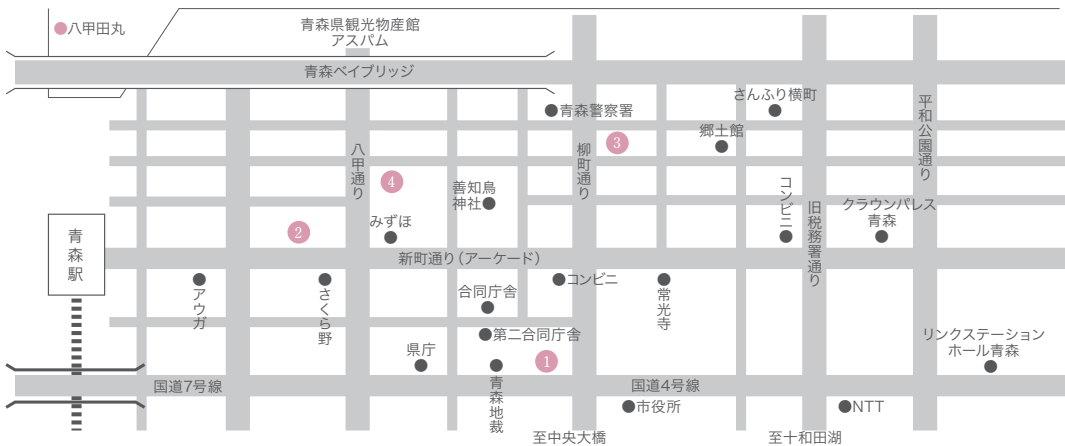 八甲田丸
青森県観光物産館
アスパム
青森ベイブリッジ
青森警察署
さんふり横町
平和公園通り
3
郷土館
八甲通り
柳町通り
4
善知鳥
神社
コンビニ
旧税務署通り
クラウンパレス
青森
2
みずほ
青森駅
新町通り(アーケード)
アウガ
さくら野
合同庁舎
コンビニ
常光寺
第二合同庁舎
リンクステーション
ホール青森
県庁
青森地裁
1
国道7号線
国道4号線
市役所
NTT
至中央大橋
至十和田湖